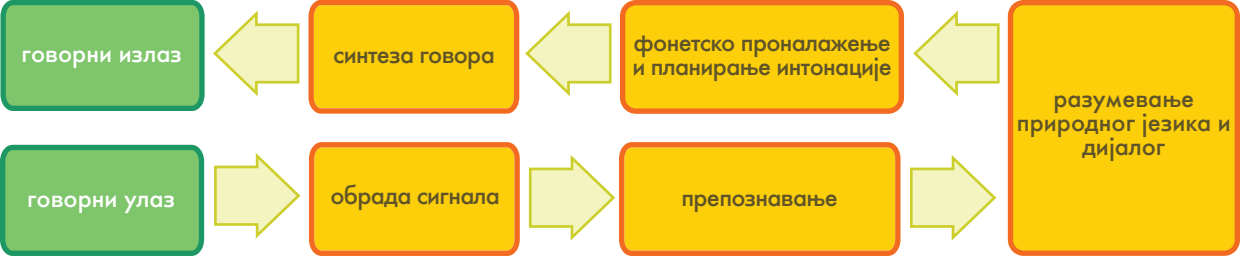 говорни излаз
синтеза говора
фонетско проналажење
и планирање интонације
разумевање
природног језика и
дијалог
говорни улаз
обрада сигнала
препознавање